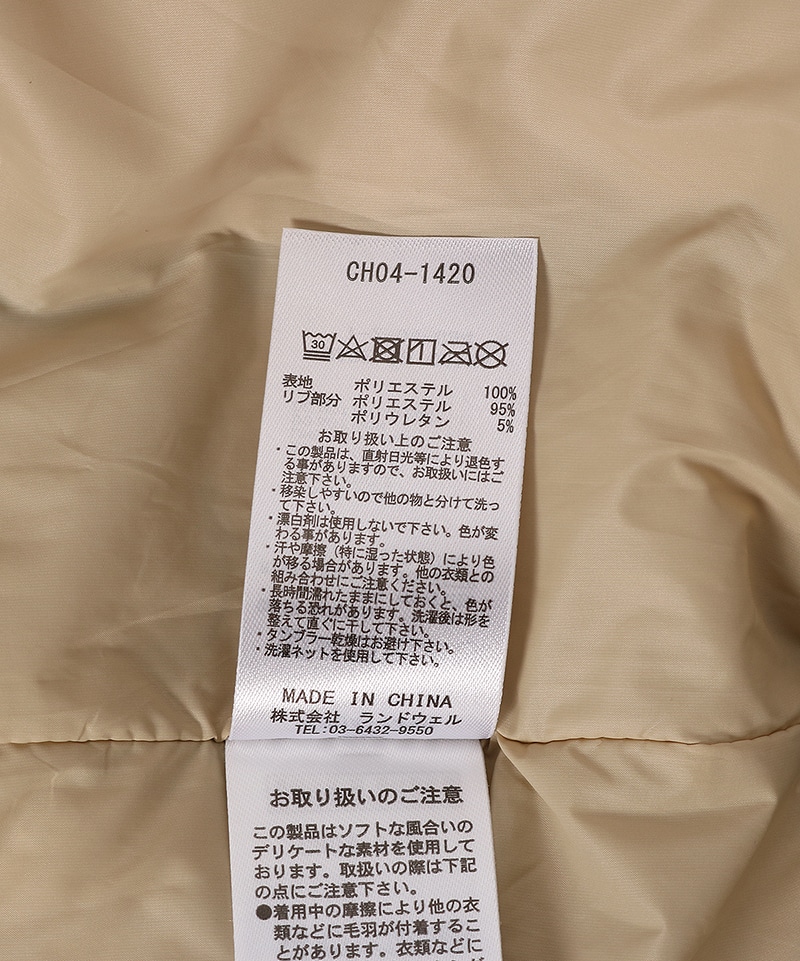 CH04-1420
30
表地 ポリエステル 100%
リブ部分 ポリエステル 95%
ポリウレタン 5%
お取り扱い上のご注意
・この製品は、直射日光等により退色す
る事がありますので、お取扱いにはご
注意下さい。
・移染しやすいので他の物と分けて洗っ
て下さい。
・漂白剤は使用しないで下さい。色が変
わる事があります。
・汗や摩擦（特に湿った状態）により色
が移る場合があります。他の衣類との
組み合わせにご注意ください。
・長時間濡れたままにしておくと、色が
落ちる恐れがあります。洗濯後は形を
整えて直ぐに干して下さい。
・タンブラー乾燥はお避け下さい。
・洗濯ネットを使用して下さい。
MADE IN CHINA
株式会社 ランドウェル
TEL:03-6432-9550
お取り扱いのご注意
この製品はソフトな風合いの
デリケートな素材を使用して
おります。取扱いの際は下記
の点にご注意下さい。
●着用中の摩擦により他の衣
類などに毛羽が付着するこ
とがあります。衣類などに